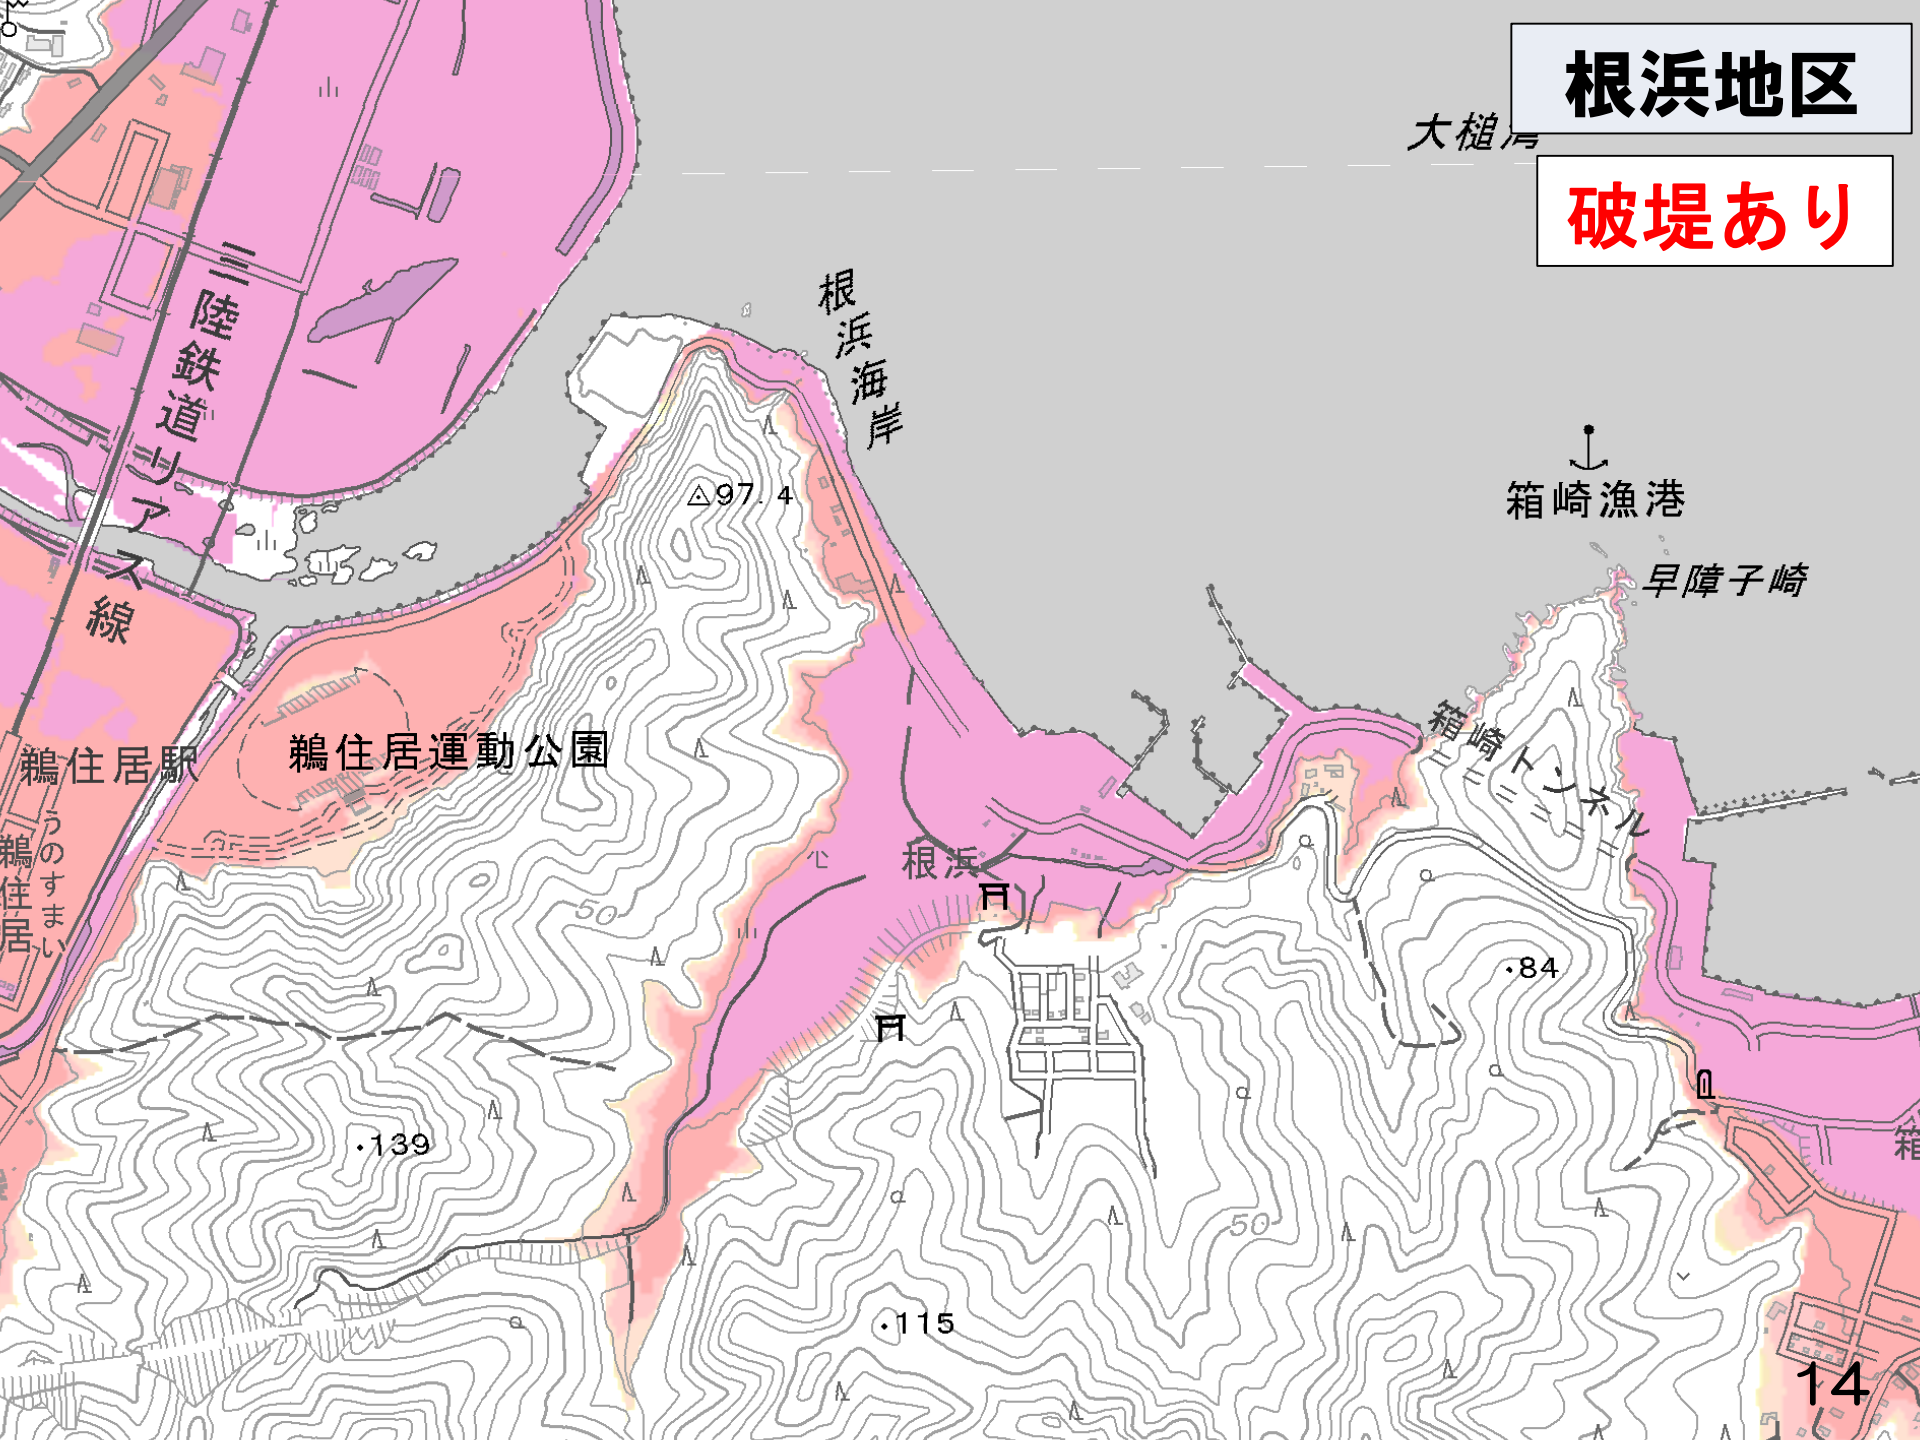 根浜地区
破堤あり
大槌湾
根浜海岸
三陸鉄道リアス線
97.4
箱崎漁港
早障子崎
箱崎トンネル
鵜住居駅
鵜住居運動公園
うのすまい
鵜住居
根浜
50
84
139
50
115
箱
14